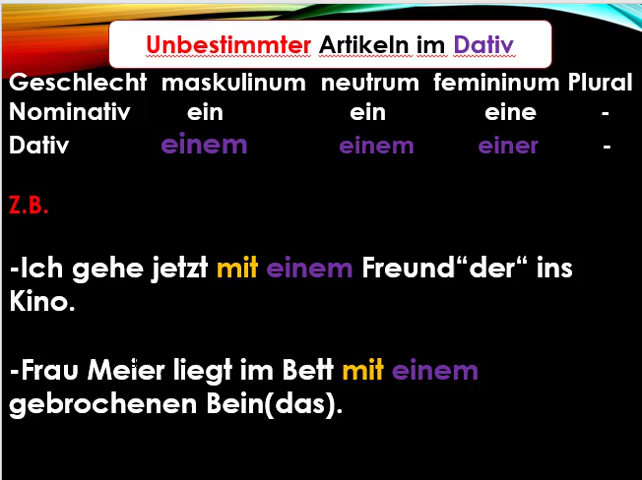 Unbestimmter Artikeln im Dativ
Geschlecht maskulinum neutrum femininum Plural
Nominativ ein ein eine -
Dativ einem einem einer -
Z.B.
-Ich gehe jetzt mit einem Freund“der“ ins
Kino.
-Frau Meier liegt im Bett mit einem
gebrochenen Bein(das).